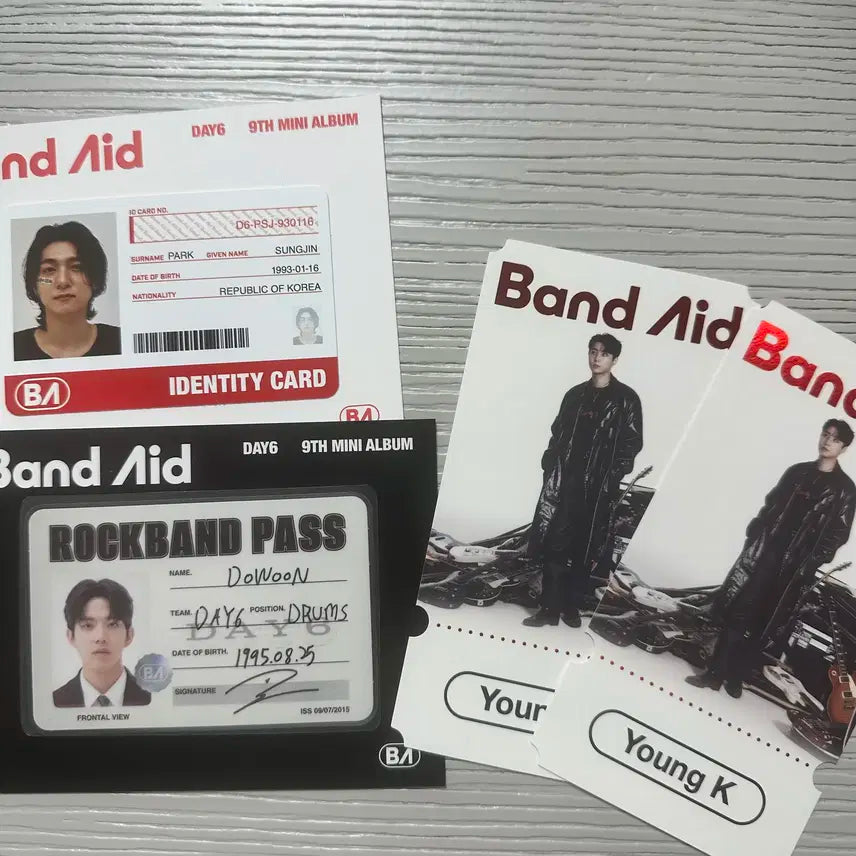 nd Aid
DAY6 9TH MINI ALBUM
ID CARD NO.
D6-PSJ-930116
SURNAME PARK GIVEN NAME SUNGJIN
DATE OF BIRTH 1993-01-16
NATIONALITY REPUBLIC OF KOREA
BA IDENTITY CARD
BA
Band Aid
DAY6 9TH MINI ALBUM
ROCKBAND PASS
NAME. DOWOON
TEAM. DAY6 POSITION. DRUMS
DAY6
DATE OF BIRTH. 1995.08.25
BA
SIGNATURE
FRONTAL VIEW
ISS 09/07/2015
BA
Band Aid
Your
Band
Young K